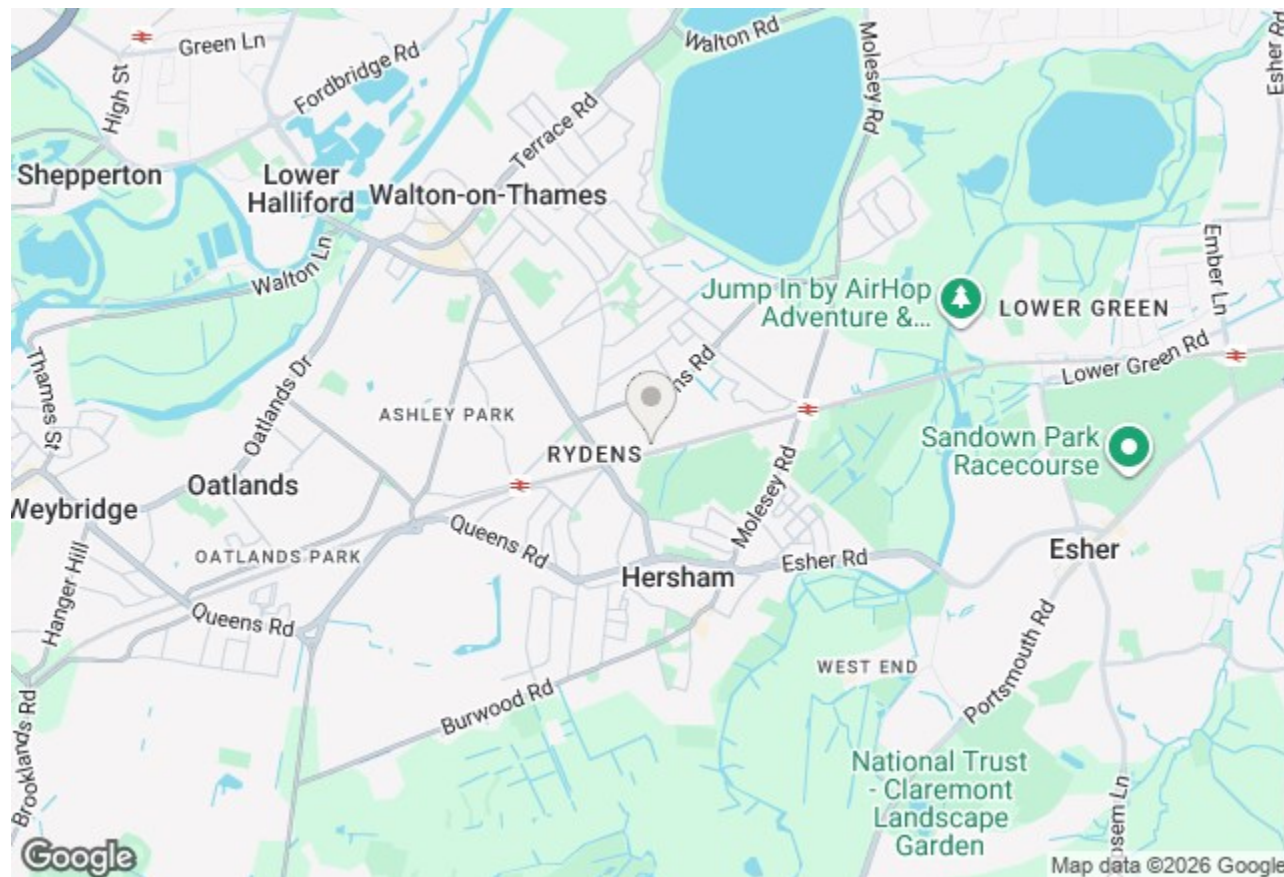 Green Ln
High St
Fordbridge Rd
Walton Rd
Molesey Rd
Esher Rd
Shepperton
Lower
Halliford
Terrace Rd
Walton-on-Thames
Walton Ln
Ember Ln
Jump In by AirHop
Adventure &...
LOWER GREEN
Lower Green Rd
Thames St
Oatlands Dr
ns Rd
ASHLEY PARK
RYDENS
Sandown Park
Racecourse
Oatlands
Weybridge
Molesey Rd
Queens Rd
OATLANDS PARK
Hersham
Esher Rd
Esher
Hanger Hill
Queens Rd
WEST END
Portsmouth Rd
Burwood Rd
Brooklands Rd
National Trust
- Claremont
Landscape
Garden
Google
Map data ©2026 Google